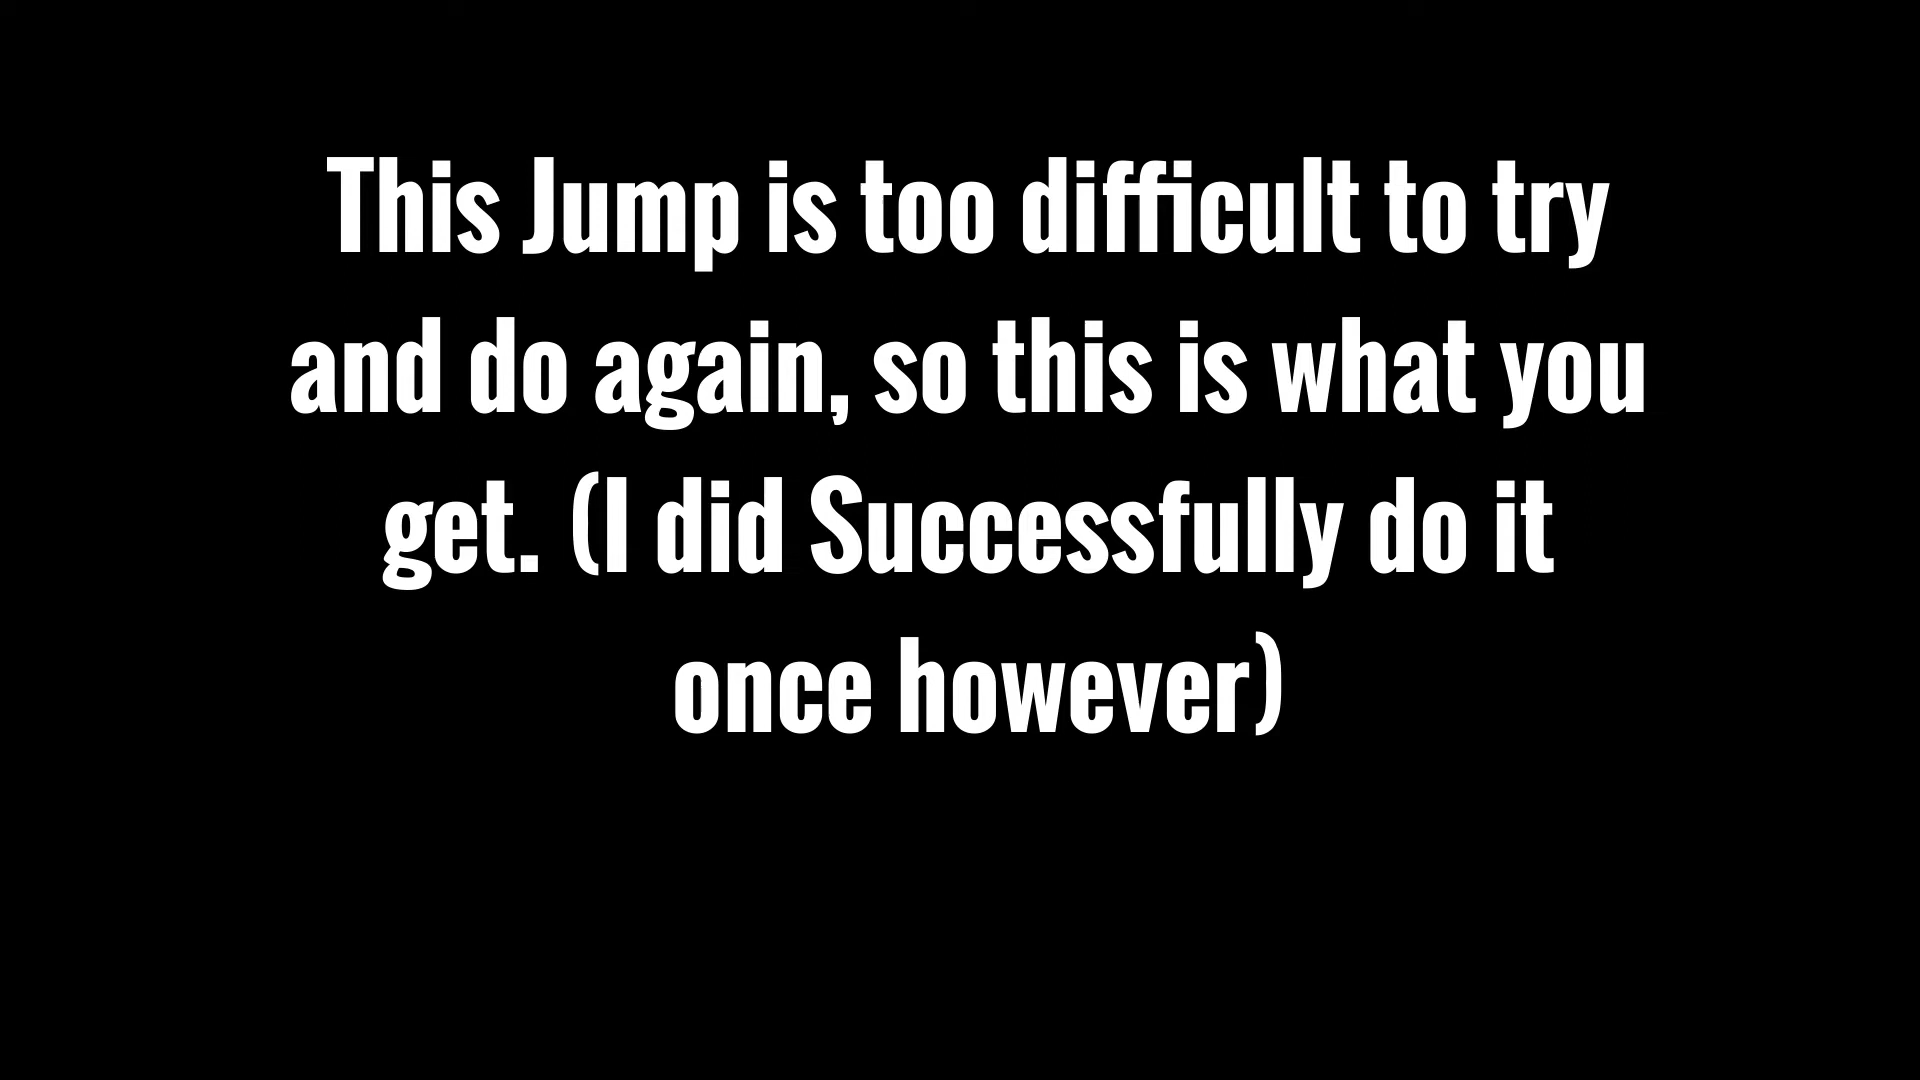 This Jump is too difficult to try
and do again, so this is what you
get. (I did Successfully do it
once however)